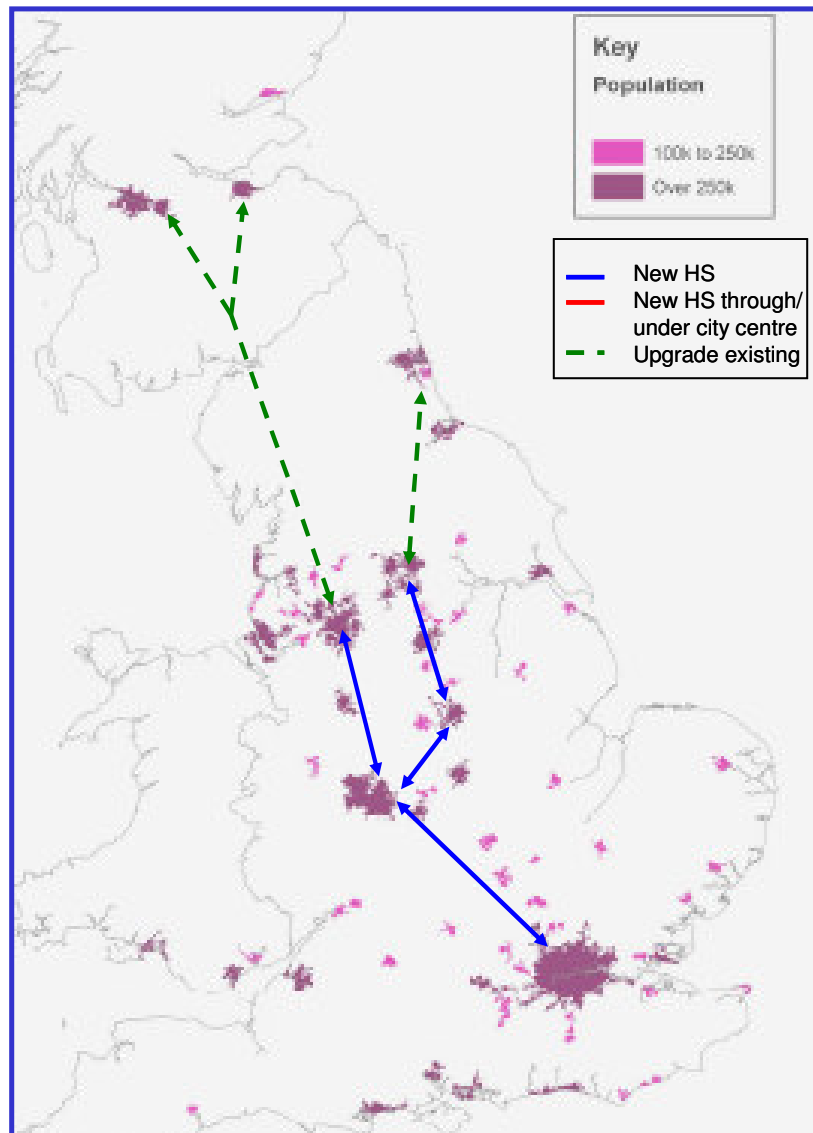 Key
Population
100k to 250k
Over 250k
New HS
New HS through/
under city centre
Upgrade existing